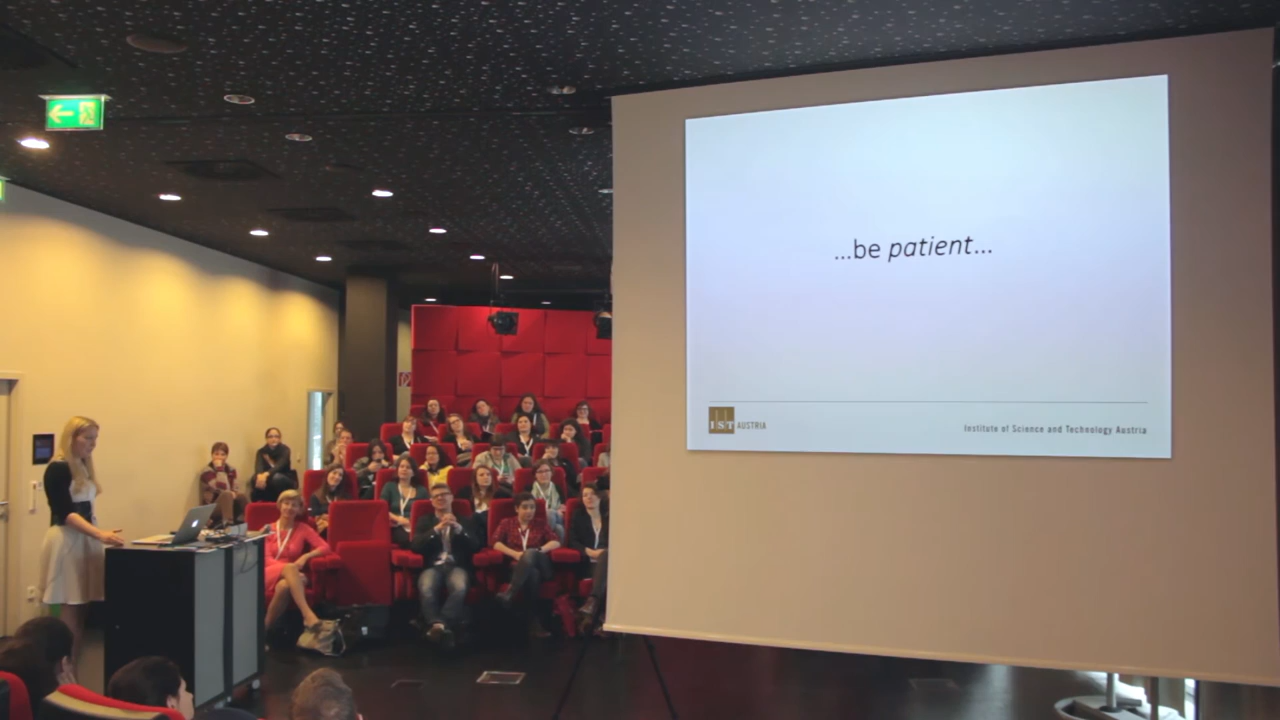 ...be patient...
IST AUSTRIA
Institute of Science and Technology Austria